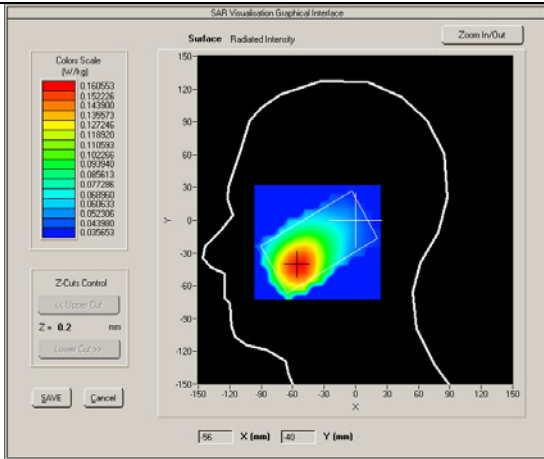 SAR Visualisation Graphical Interface
Surface Radiated Intensity
Zoom In/Out
Colors Scale
(W/kg)
0.160553
0.152226
0.143900
0.135573
0.127246
0.118920
0.110593
0.102266
0.093940
0.085613
0.077286
0.068960
0.060633
0.052306
0.043980
0.035653
Z-Cuts Control
<< Upper Cut
Z = 0.2 mm
Lower Cut >>
SAVE Cancel
150
120
90
60
30
0
-30
-60
-90
-120
-150
Y
-150 -120 -90 -60 -30 0 30 60 90 120 150
X
-56 X (mm) -40 Y (mm)